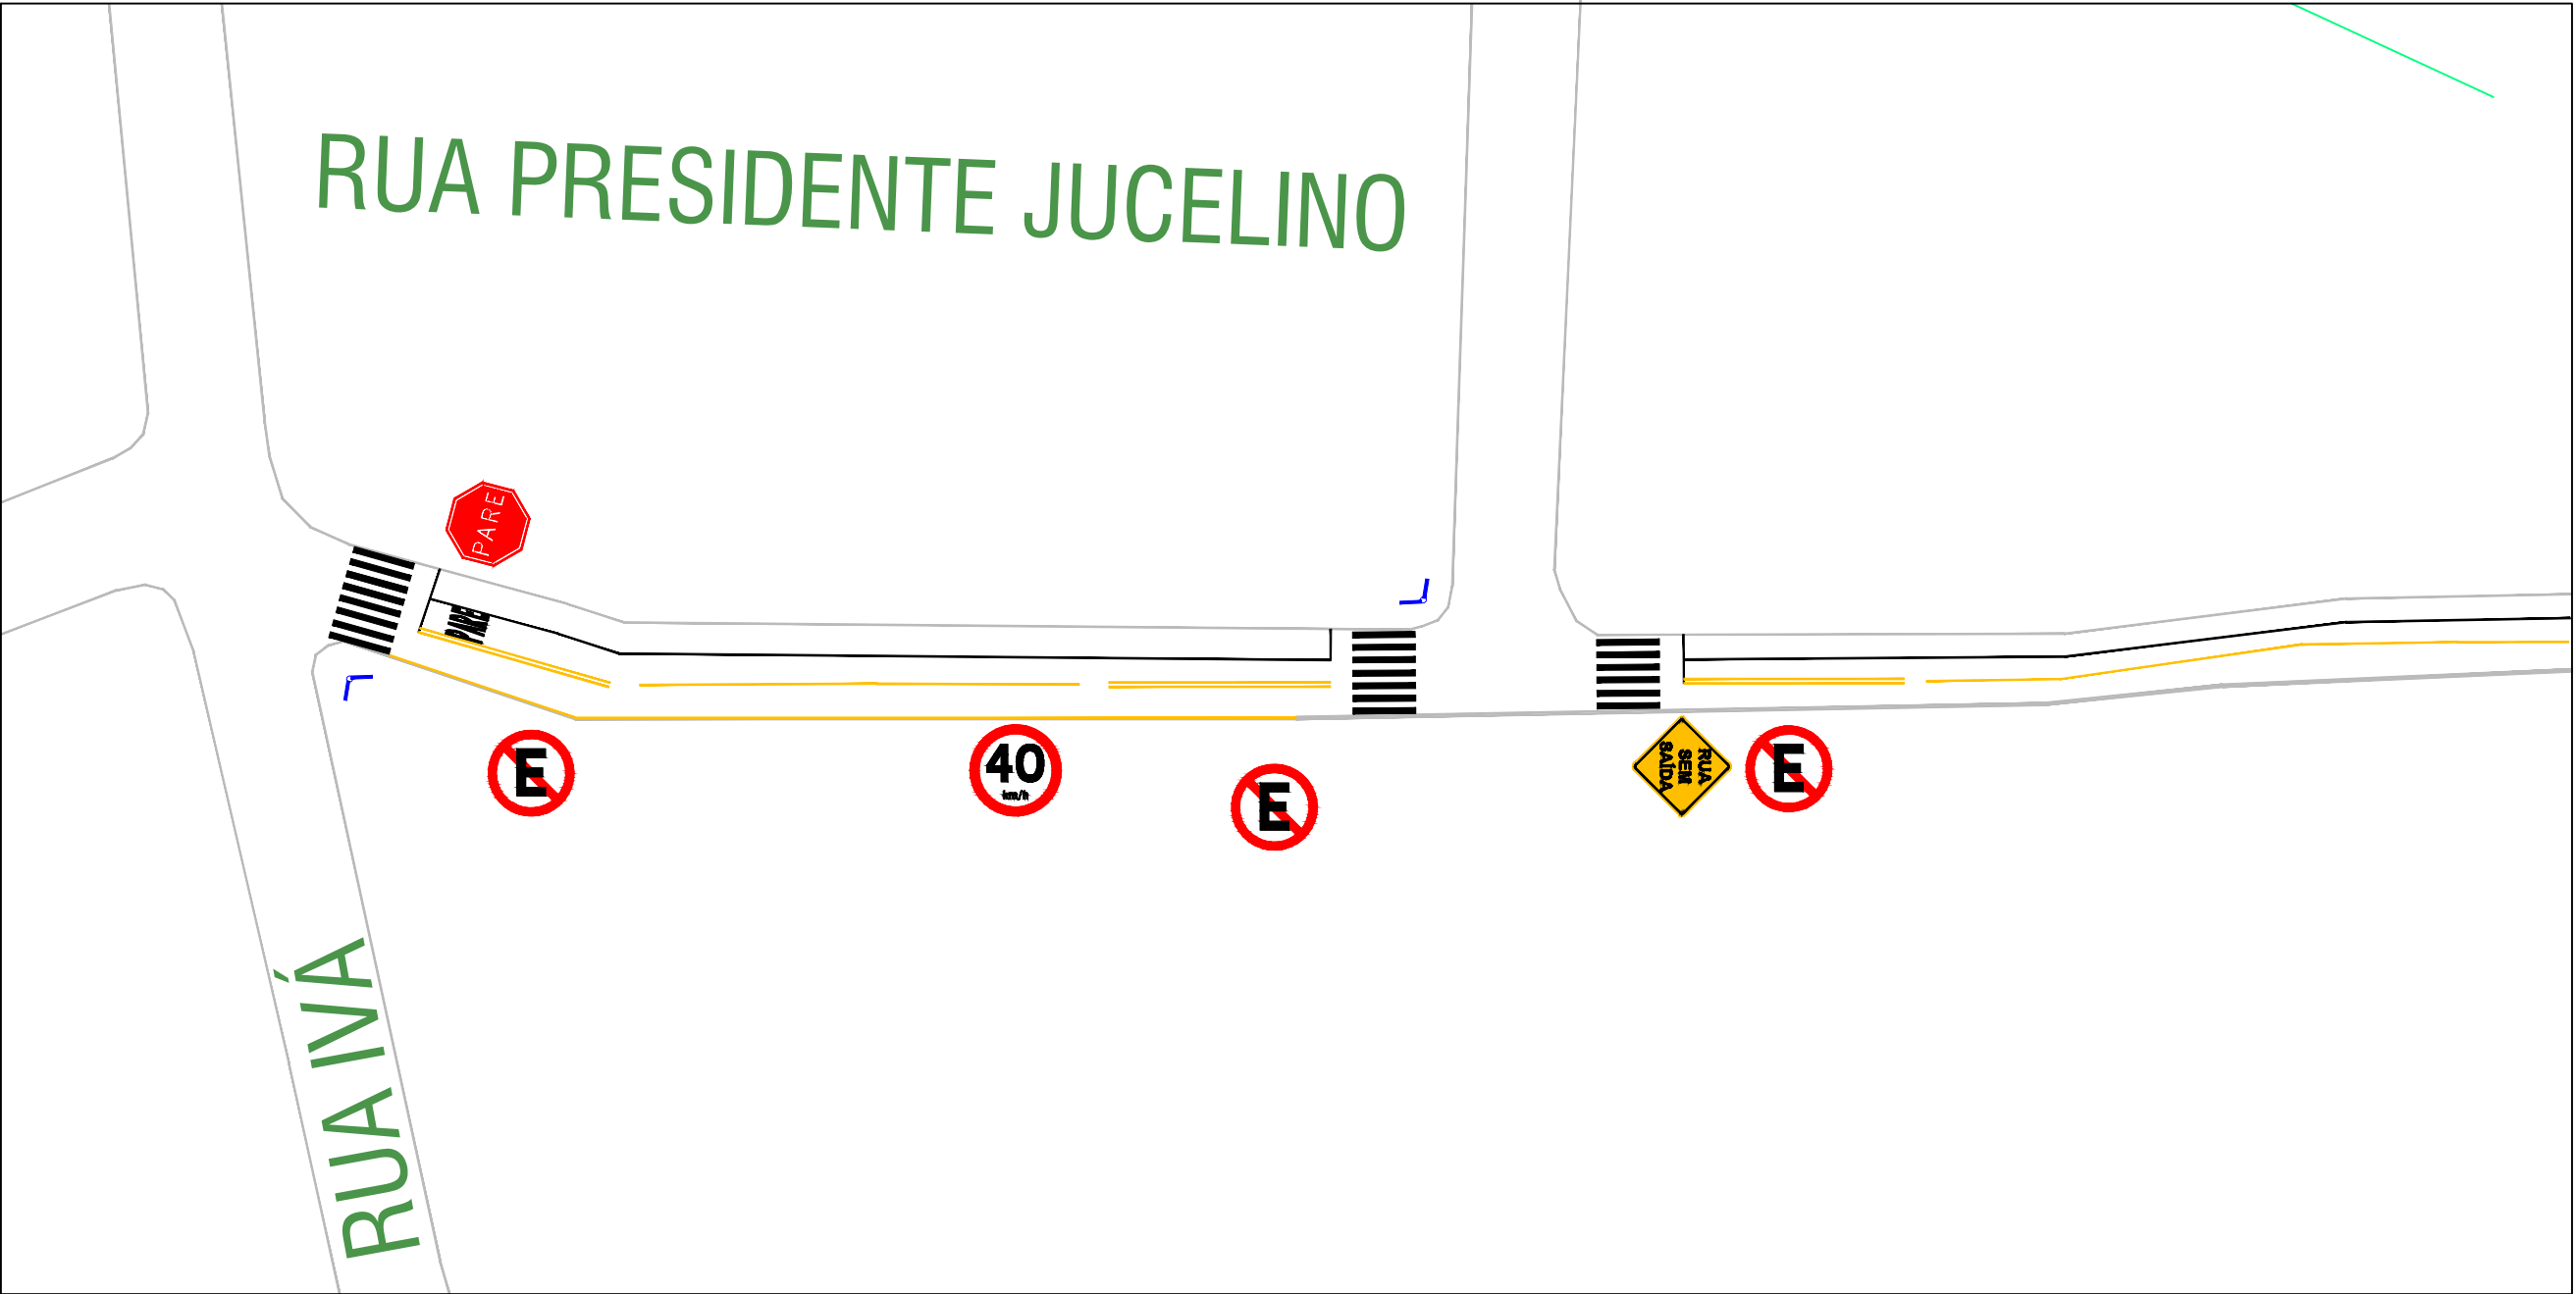 RUA PRESIDENTE JUCELINO
PARE
PARE
E
40
km/h
E
RUA
SEM
SAÍDA
E
RUA IVÁ